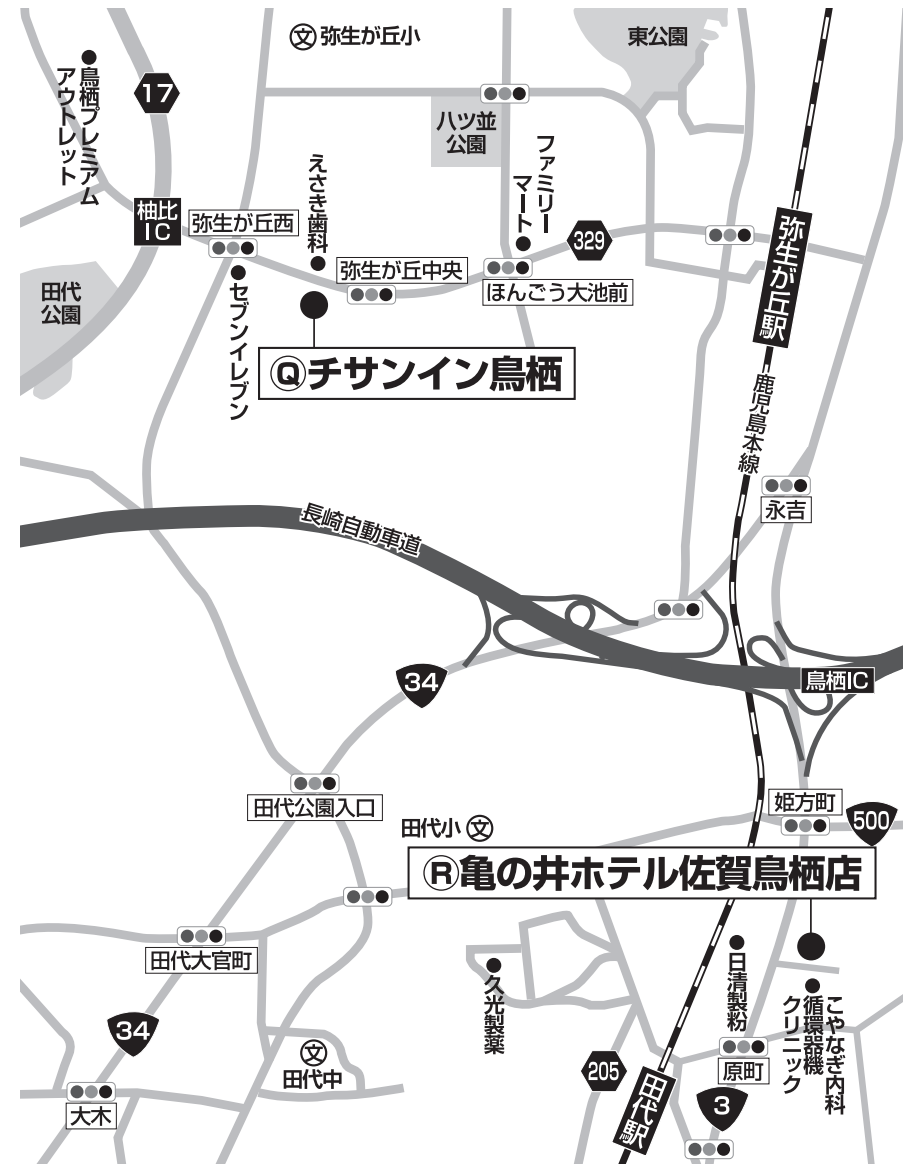 文 弥生が丘小
東公園
鳥栖プレミアム
アウトレット
17
八ツ並
公園
ファミリー
マート
えさき歯科
柚比
IC
弥生が丘西
329
弥生が丘中央
ほんごう大池前
弥生が丘駅
田代
公園
セブンイレブン
Ⓠチサンイン鳥栖
鹿児島本線
永吉
長崎自動車道
34
鳥栖IC
田代公園入口
姫方町
500
田代小 文
Ⓡ亀の井ホテル佐賀鳥栖店
田代大官町
久光製薬
日清製粉
こやなぎ内科
循環器機
クリニック
34
文
田代中
205
原町
田代駅
3
大木